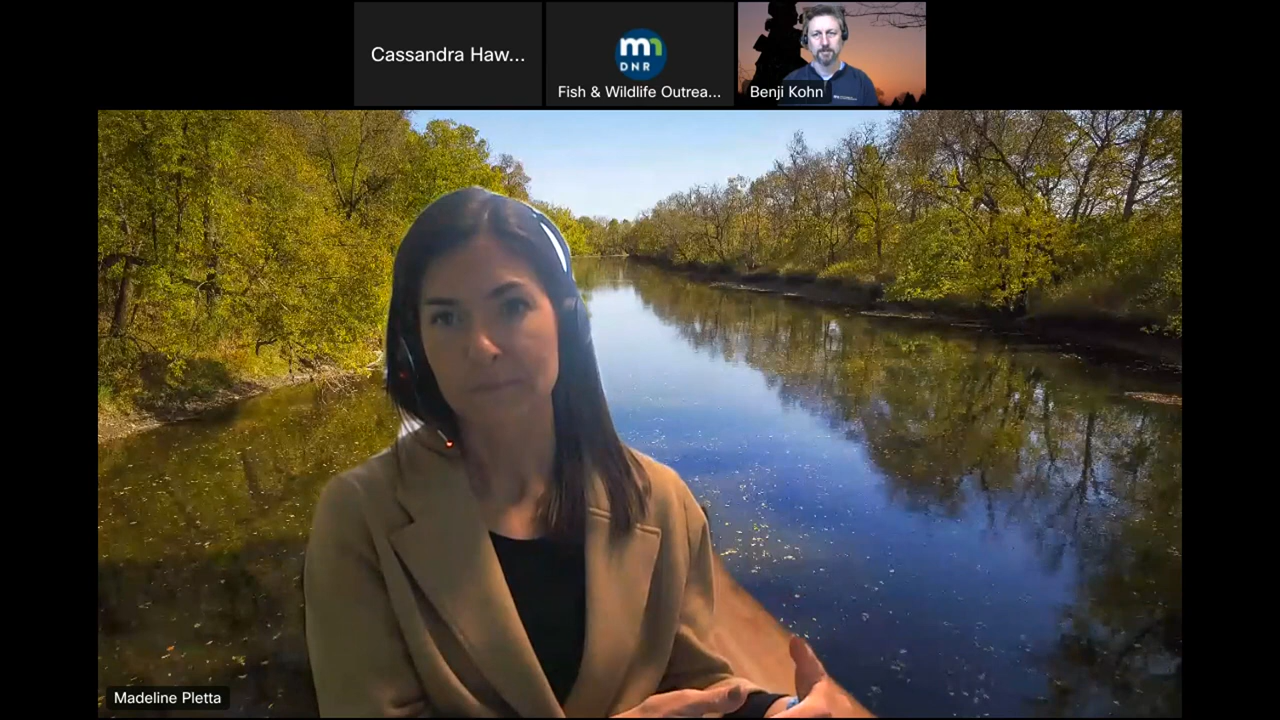 Cassandra Haw...
mn
DNR
Fish & Wildlife Outrea...
Benji Kohn
Madeline Pletta